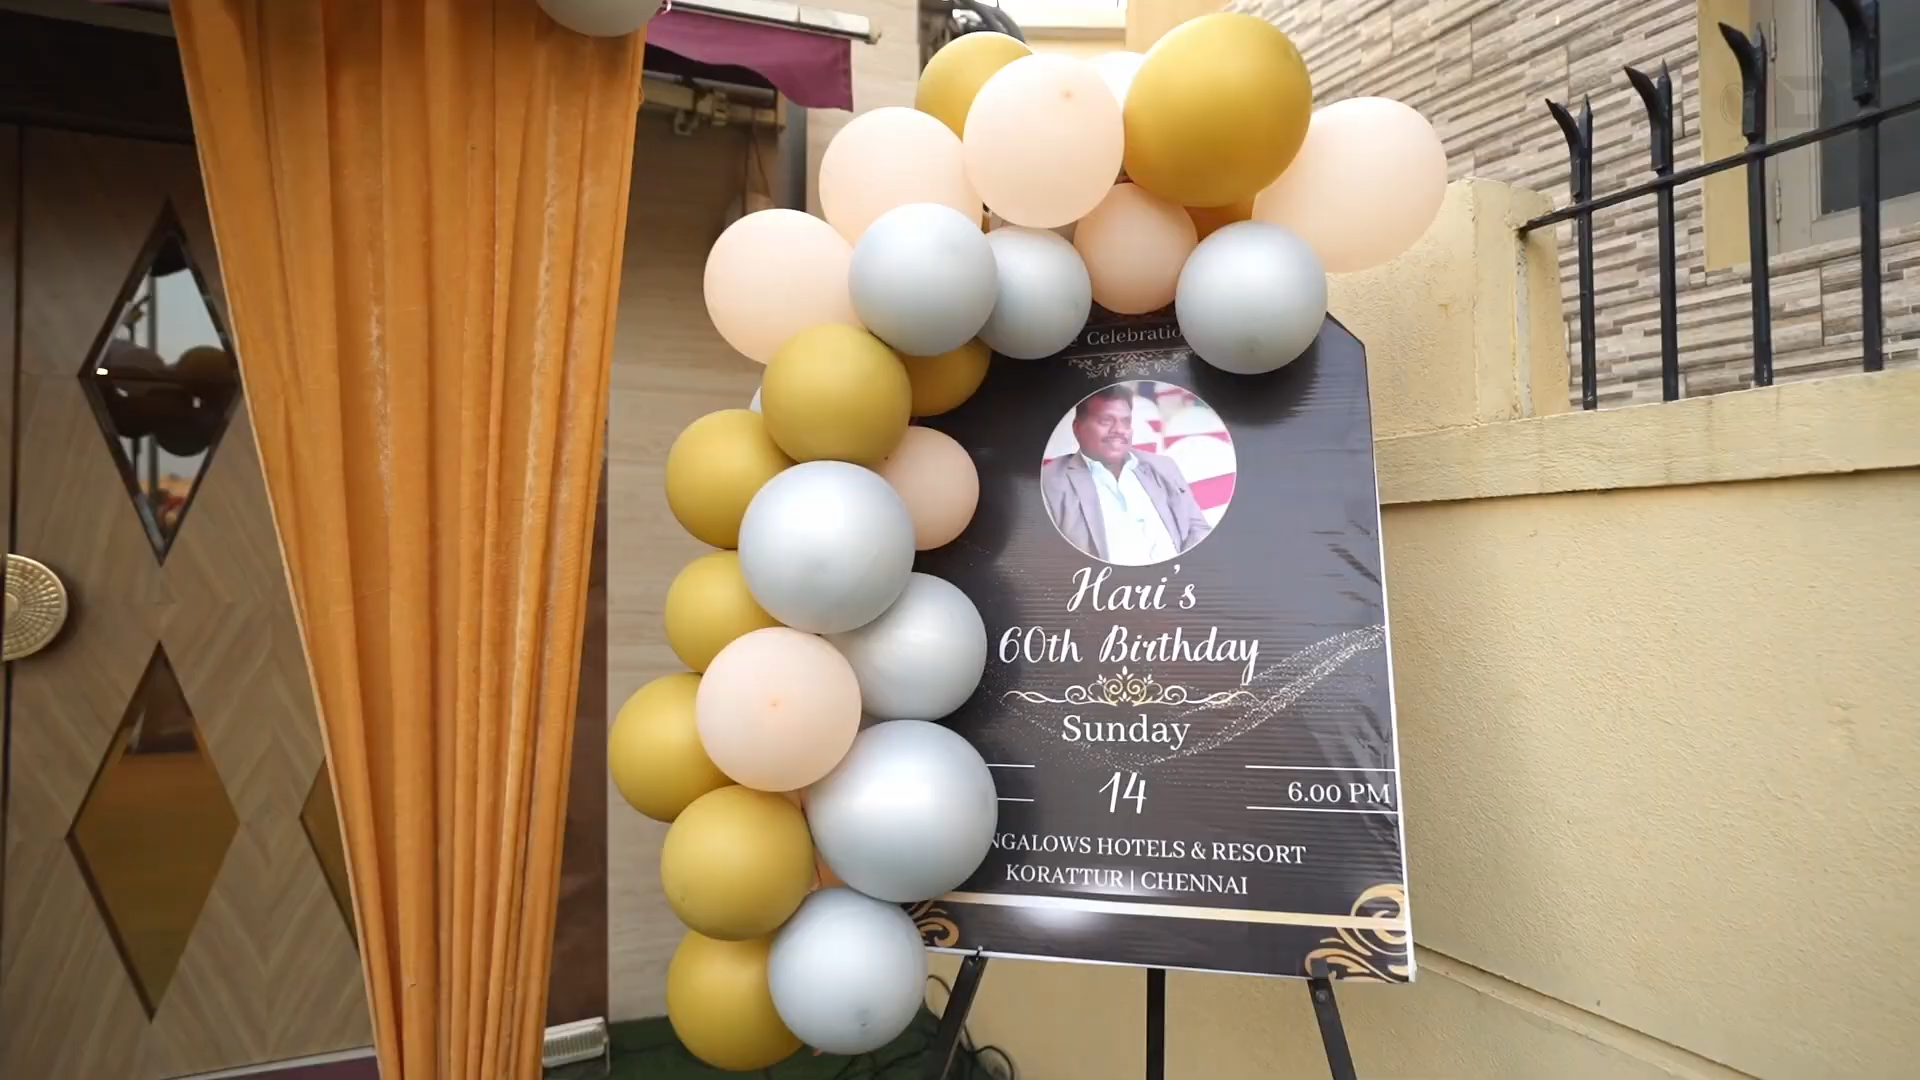 Celebratio
Hari's
60th Birthday
Sunday
14
6.00 PM
NGALOWS HOTELS & RESORT
KORATTUR | CHENNAI